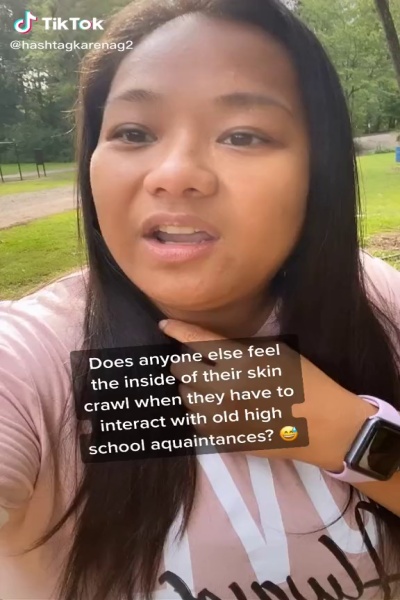 TikTok
@hashtagkarenag2
Does anyone else feel
the inside of their skin
crawl when they have to
interact with old high
school aquaintances? 😅